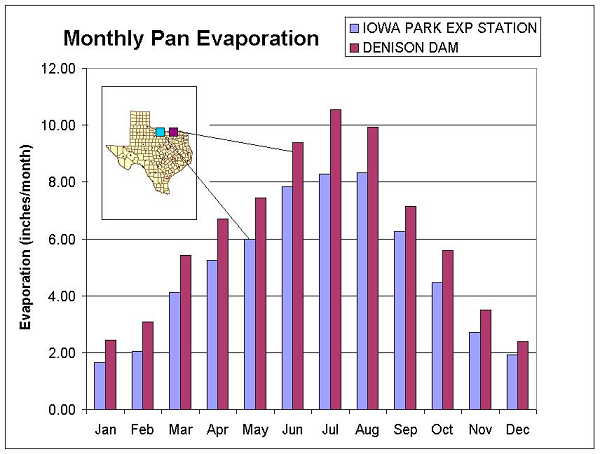 Monthly Pan Evaporation
IOWA PARK EXP STATION
DENISON DAM
Evaporation (inches/month)
12.00
10.00
8.00
6.00
4.00
2.00
0.00
Jan Feb Mar Apr May Jun Jul Aug Sep Oct Nov Dec